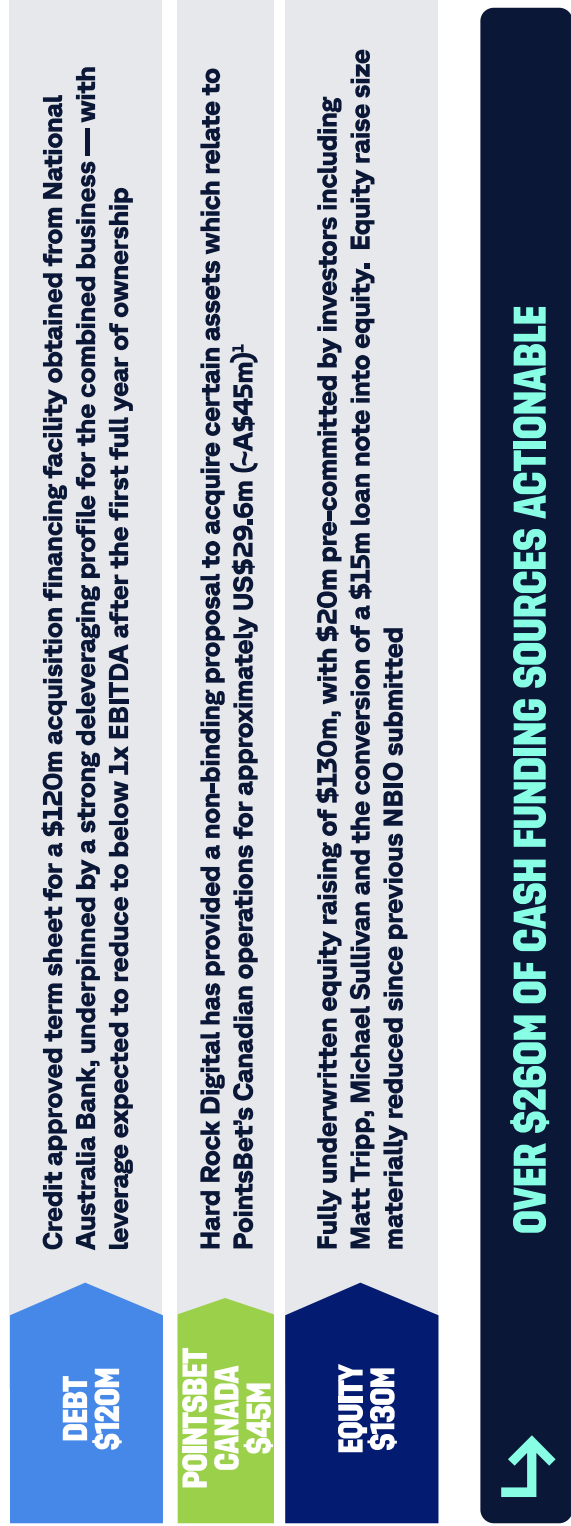 DEBT
$120M
Credit approved term sheet for a $120m acquisition financing facility obtained from National
Australia Bank, underpinned by a strong deleveraging profile for the combined business — with
leverage expected to reduce to below 1x EBITDA after the first full year of ownership
POINTSBET
CANADA
$45M
Hard Rock Digital has provided a non-binding proposal to acquire certain assets which relate to
PointsBet's Canadian operations for approximately US$29.6m (~A$45m)¹
EQUITY
$130M
Fully underwritten equity raising of $130m, with $20m pre-committed by investors including
Matt Tripp, Michael Sullivan and the conversion of a $15m loan note into equity. Equity raise size
materially reduced since previous NBIO submitted
OVER $260M OF CASH FUNDING SOURCES ACTIONABLE